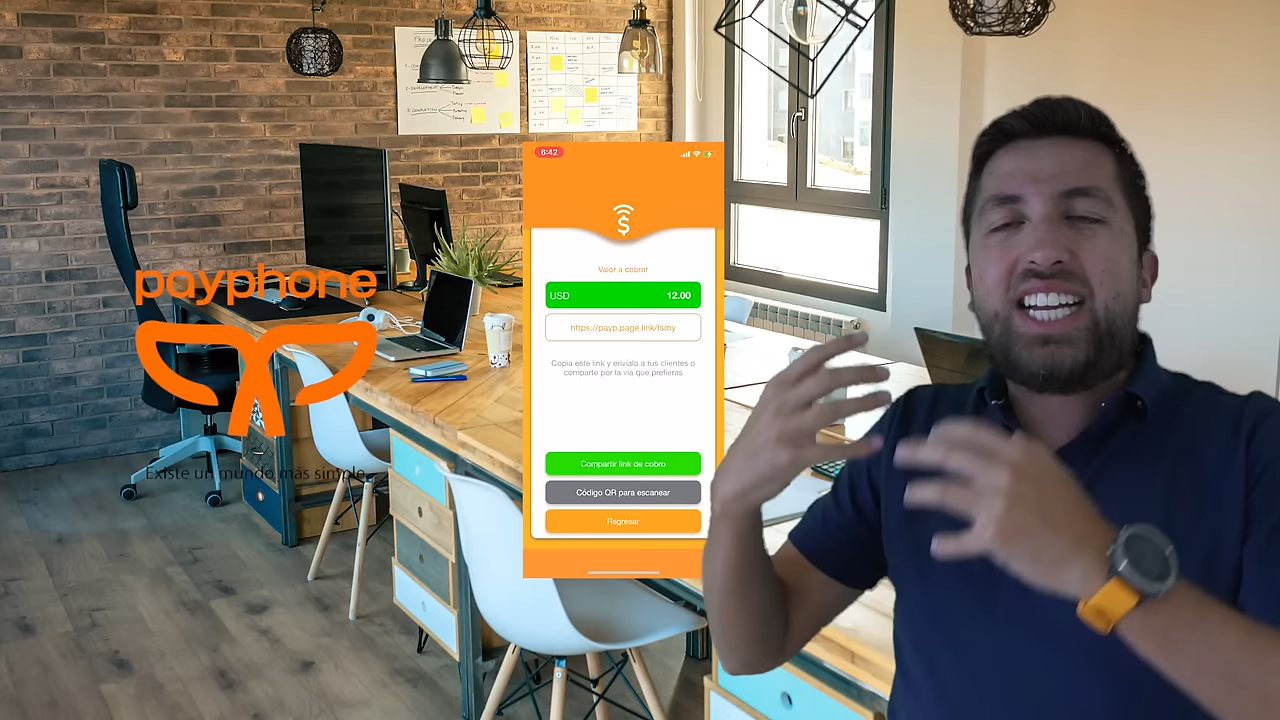 payphone
Existe un mundo más simple
6:42
Valor a cobrar
USD 12.00
https://payp.page.link/fsmy
Copia este link y envíalo a tus clientes o
comparte por la vía que prefieras
Compartir link de cobro
Código QR para escanear
Regresar